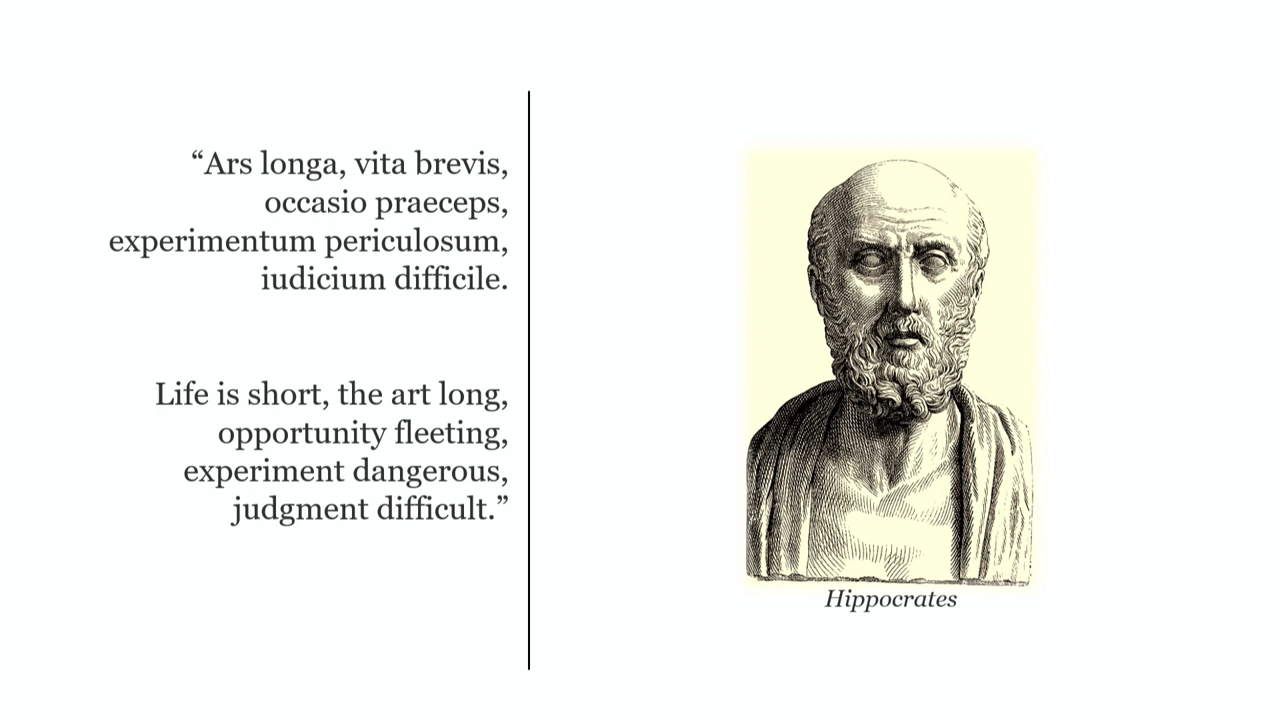 “Ars longa, vita brevis,
occasio praeceps,
experimentum periculosum,
iudicium difficile.
Life is short, the art long,
opportunity fleeting,
experiment dangerous,
judgment difficult.”
Hippocrates